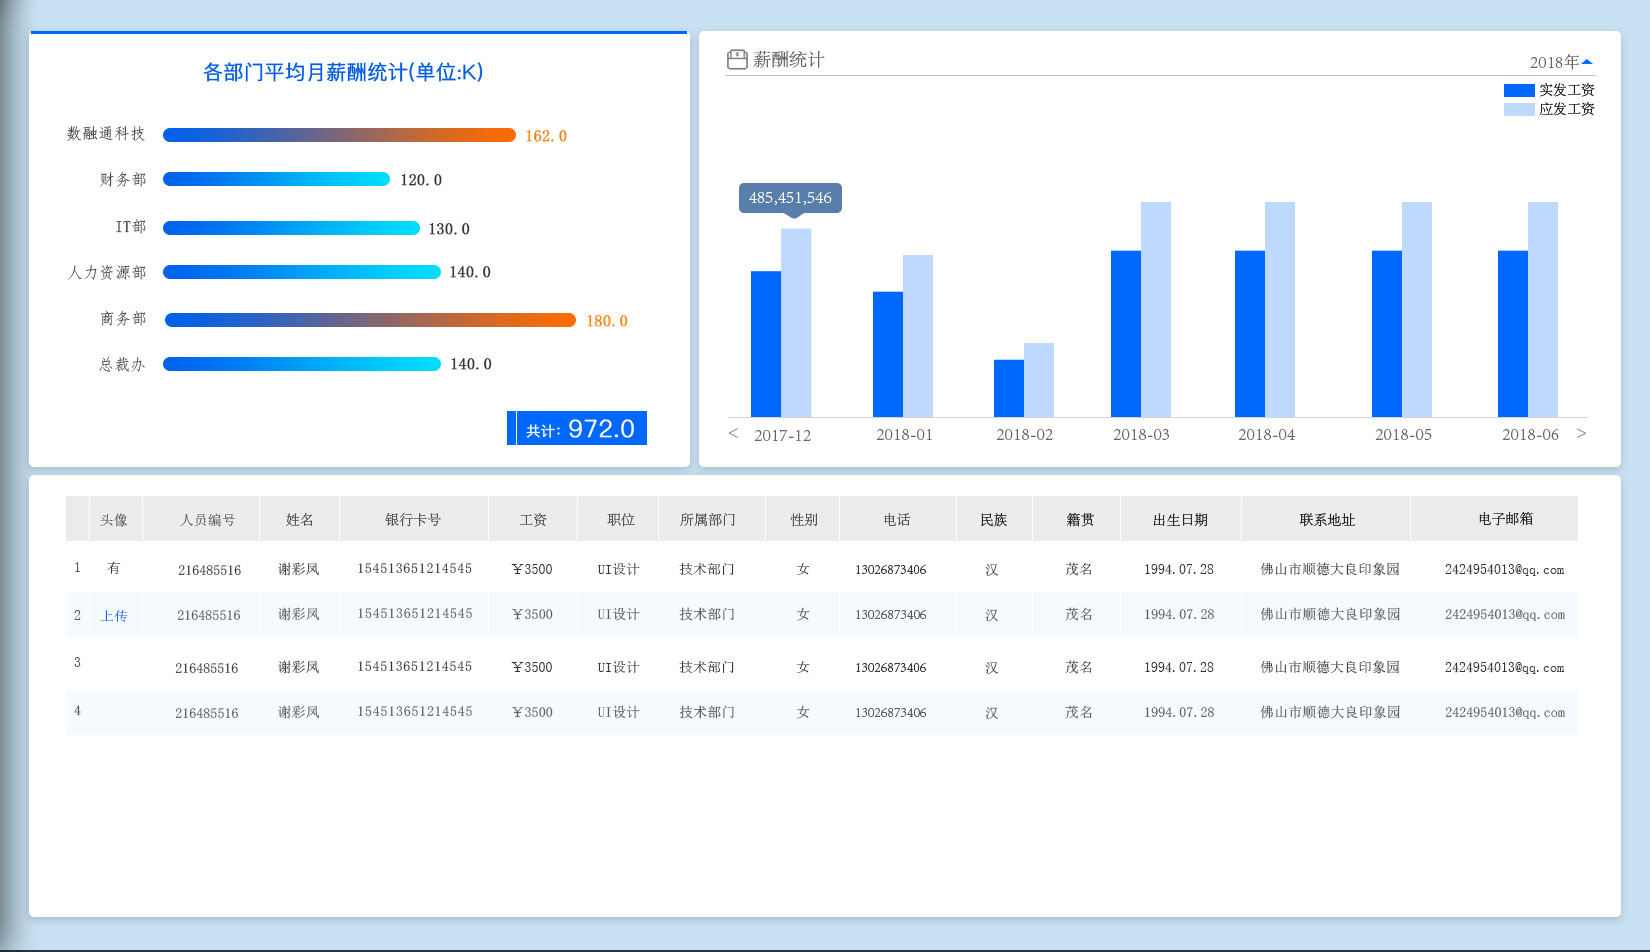 各部门平均月薪酬统计(单位:K)
数融通科技 162.0
财务部 120.0
IT部 130.0
人力资源部 140.0
商务部 180.0
总裁办 140.0
共计: 972.0
薪酬统计 2018年
实发工资
应发工资
485,451,546
< 2017-12 2018-01 2018-02 2018-03 2018-04 2018-05 2018-06 >
头像 人员编号 姓名 银行卡号 工资 职位 所属部门 性别 电话 民族 籍贯 出生日期 联系地址 电子邮箱
1 有 216485516 谢彩凤 154513651214545 ¥3500 UI设计 技术部门 女 13026873406 汉 茂名 1994.07.28 佛山市顺德大良印象园 2424954013@qq.com
2 上传 216485516 谢彩凤 154513651214545 ¥3500 UI设计 技术部门 女 13026873406 汉 茂名 1994.07.28 佛山市顺德大良印象园 2424954013@qq.com
3 216485516 谢彩凤 154513651214545 ¥3500 UI设计 技术部门 女 13026873406 汉 茂名 1994.07.28 佛山市顺德大良印象园 2424954013@qq.com
4 216485516 谢彩凤 154513651214545 ¥3500 UI设计 技术部门 女 13026873406 汉 茂名 1994.07.28 佛山市顺德大良印象园 2424954013@qq.com